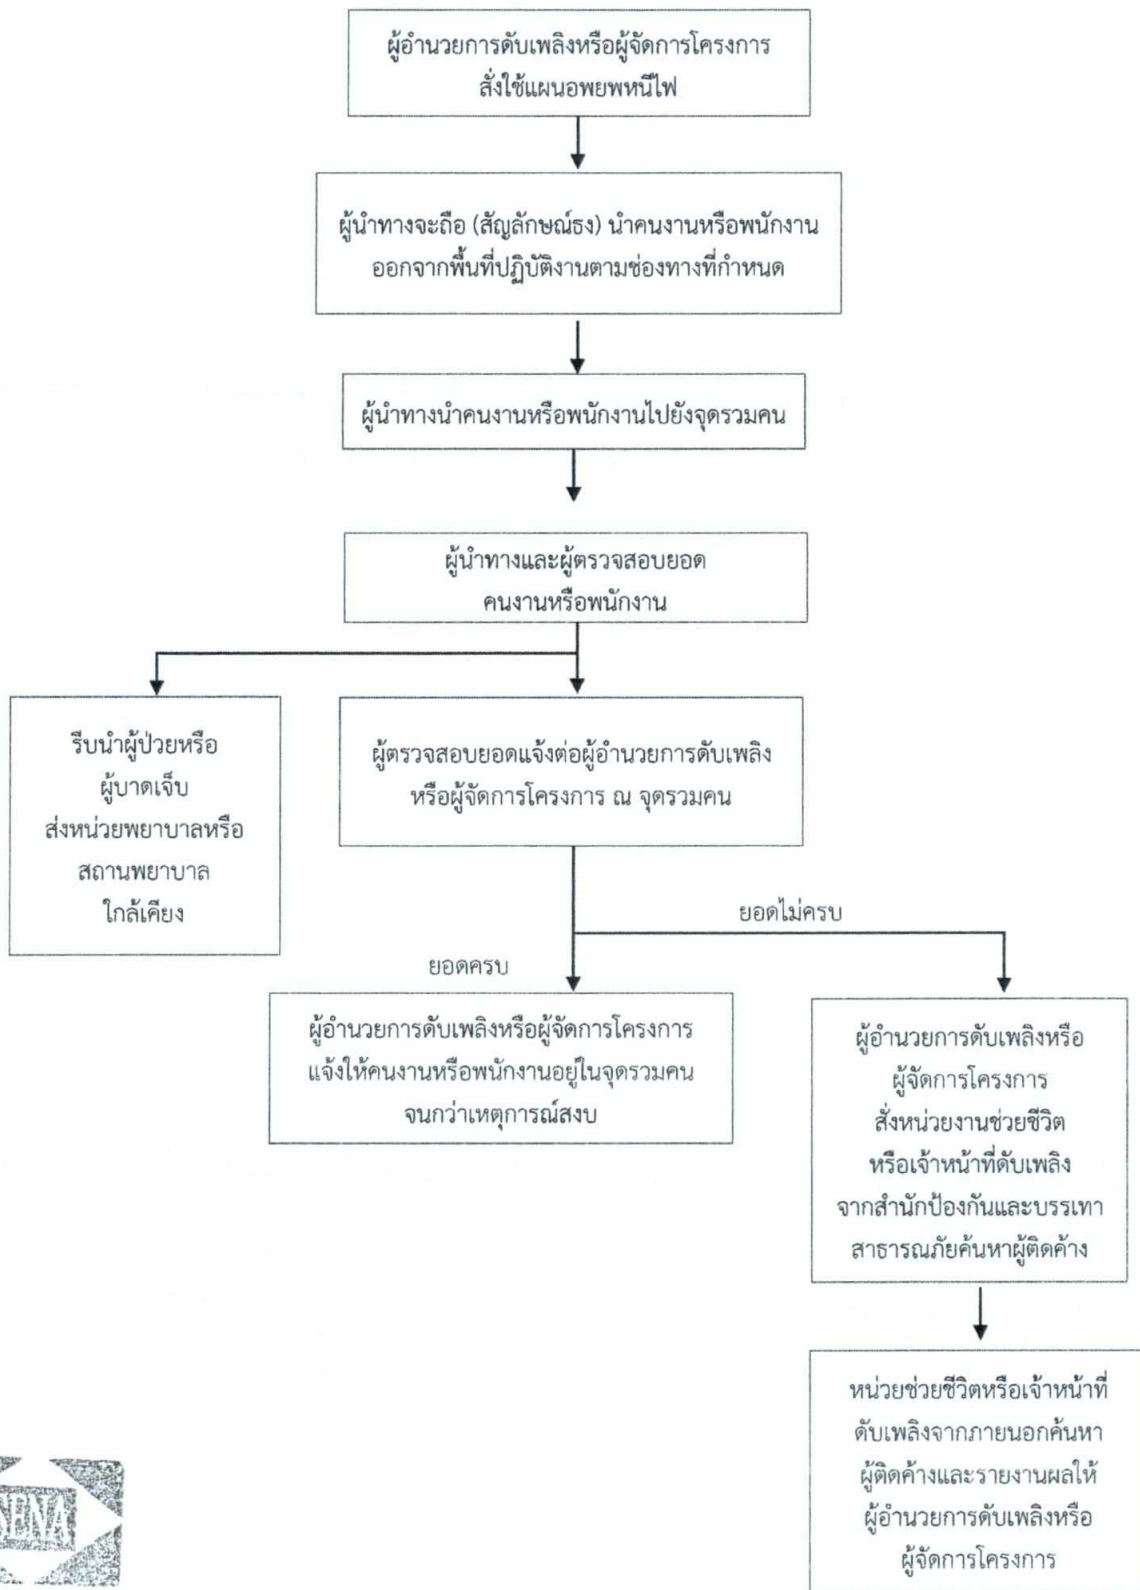 ผู้อำนวยการดับเพลิงหรือผู้จัดการโครงการ
สั่งใช้แผนอพยพหนีไฟ
ผู้นำทางจะถือ (สัญลักษณ์ธง) นำคนงานหรือพนักงาน
ออกจากพื้นที่ปฏิบัติงานตามช่องทางที่กำหนด
ผู้นำทางนำคนงานหรือพนักงานไปยังจุดรวมคน
ผู้นำทางและผู้ตรวจสอบยอด
คนงานหรือพนักงาน
รีบนำผู้ป่วยหรือ
ผู้บาดเจ็บ
ส่งหน่วยพยาบาลหรือ
สถานพยาบาล
ใกล้เคียง
ผู้ตรวจสอบยอดแจ้งต่อผู้อำนวยการดับเพลิง
หรือผู้จัดการโครงการ ณ จุดรวมคน
ยอดไม่ครบ
ยอดครบ
ผู้อำนวยการดับเพลิงหรือผู้จัดการโครงการ
แจ้งให้คนงานหรือพนักงานอยู่ในจุดรวมคน
จนกว่าเหตุการณ์สงบ
ผู้อำนวยการดับเพลิงหรือ
ผู้จัดการโครงการ
สั่งหน่วยงานช่วยชีวิต
หรือเจ้าหน้าที่ดับเพลิง
จากสำนักป้องกันและบรรเทา
สาธารณภัยค้นหาผู้ติดค้าง
หน่วยช่วยชีวิตหรือเจ้าหน้าที่
ดับเพลิงจากภายนอกค้นหา
ผู้ติดค้างและรายงานผลให้
ผู้อำนวยการดับเพลิงหรือ
ผู้จัดการโครงการ
SENA